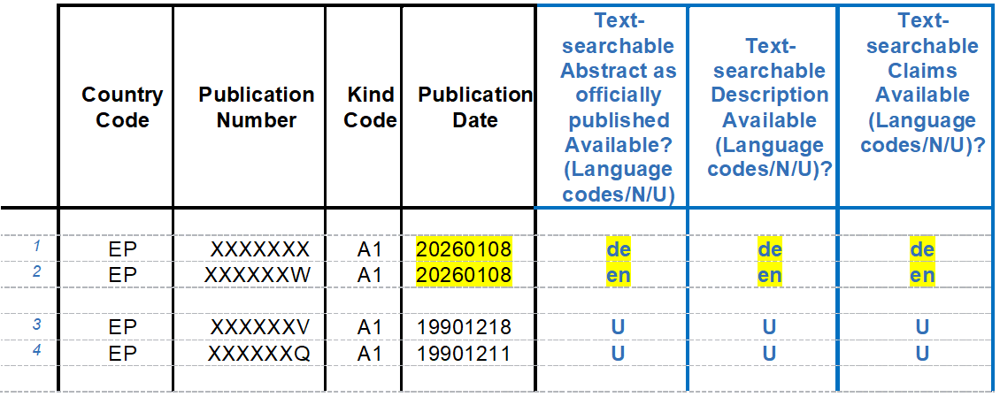 Country Code Publication Number Kind Code Publication Date Text-searchable Abstract as officially published Available? (Language codes/N/U) Text-searchable Description Available (Language codes/N/U)? Text-searchable Claims Available (Language codes/N/U)?
1 EP XXXXXXX A1 20260108 de de de
2 EP XXXXXXW A1 20260108 en en en
3 EP XXXXXXV A1 19901218 U U U
4 EP XXXXXXQ A1 19901211 U U U